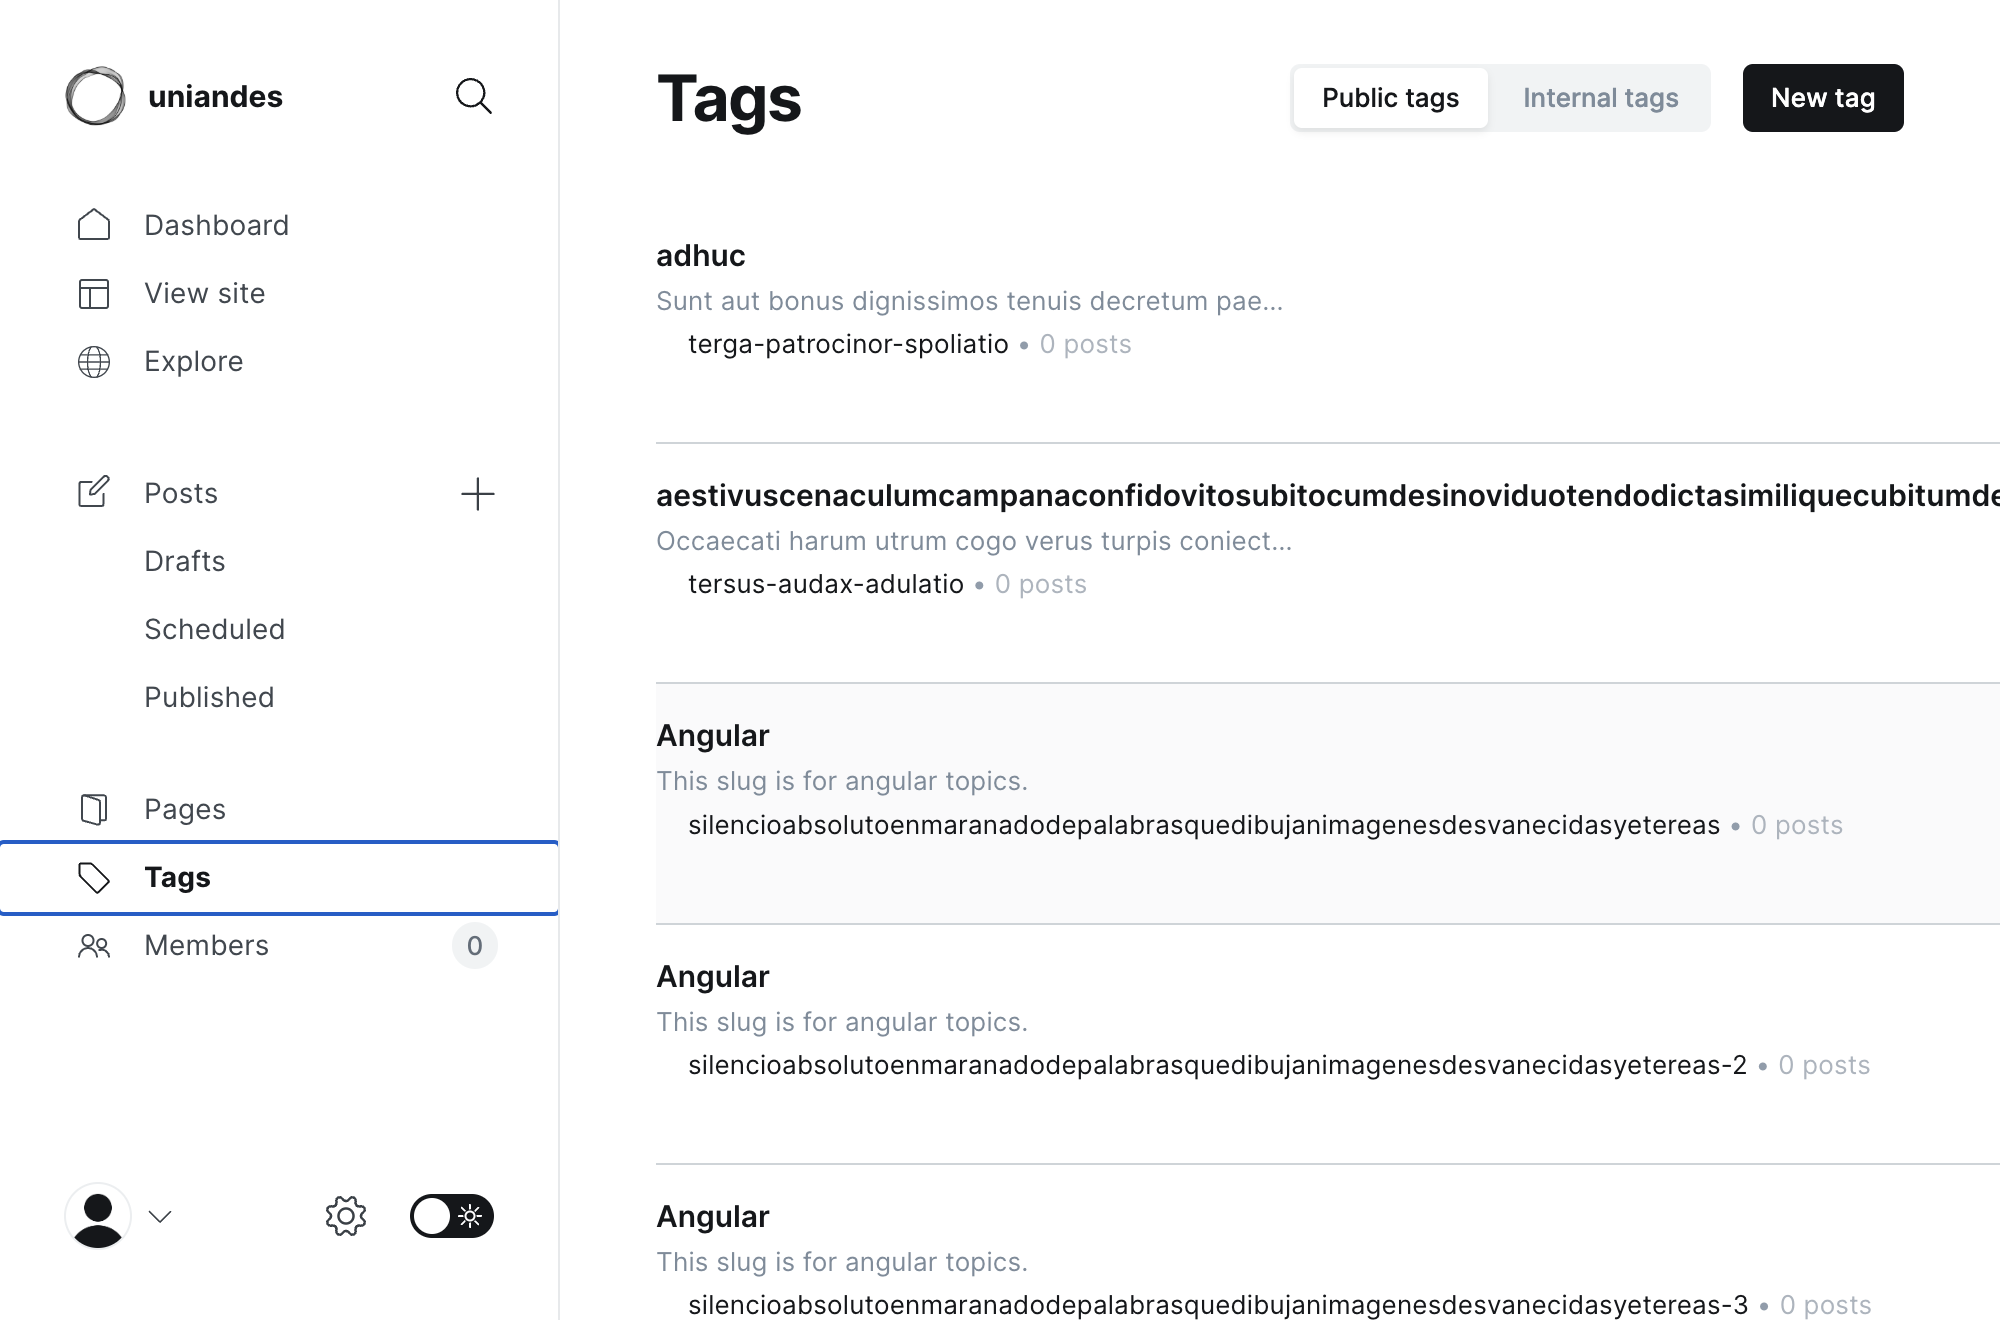 uniandes
Dashboard
View site
Explore
Posts
Drafts
Scheduled
Published
Pages
Tags
Members 0
Tags
Public tags Internal tags New tag
adhuc
Sunt aut bonus dignissimos tenuis decretum pae...
terga-patrocinor-spoliatio • 0 posts
aestivuscenaculumcampanaconfidovitosubitocumdesinoviduotendodictasimiliquecubitumde
Occaecati harum utrum cogo verus turpis coniect...
tersus-audax-adulatio • 0 posts
Angular
This slug is for angular topics.
silencioabsolutoenmaranadodepalabrasquedibujanimagenesdesvanecidasyetereas • 0 posts
Angular
This slug is for angular topics.
silencioabsolutoenmaranadodepalabrasquedibujanimagenesdesvanecidasyetereas-2 • 0 posts
Angular
This slug is for angular topics.
silencioabsolutoenmaranadodepalabrasquedibujanimagenesdesvanecidasyetereas-3 • 0 posts